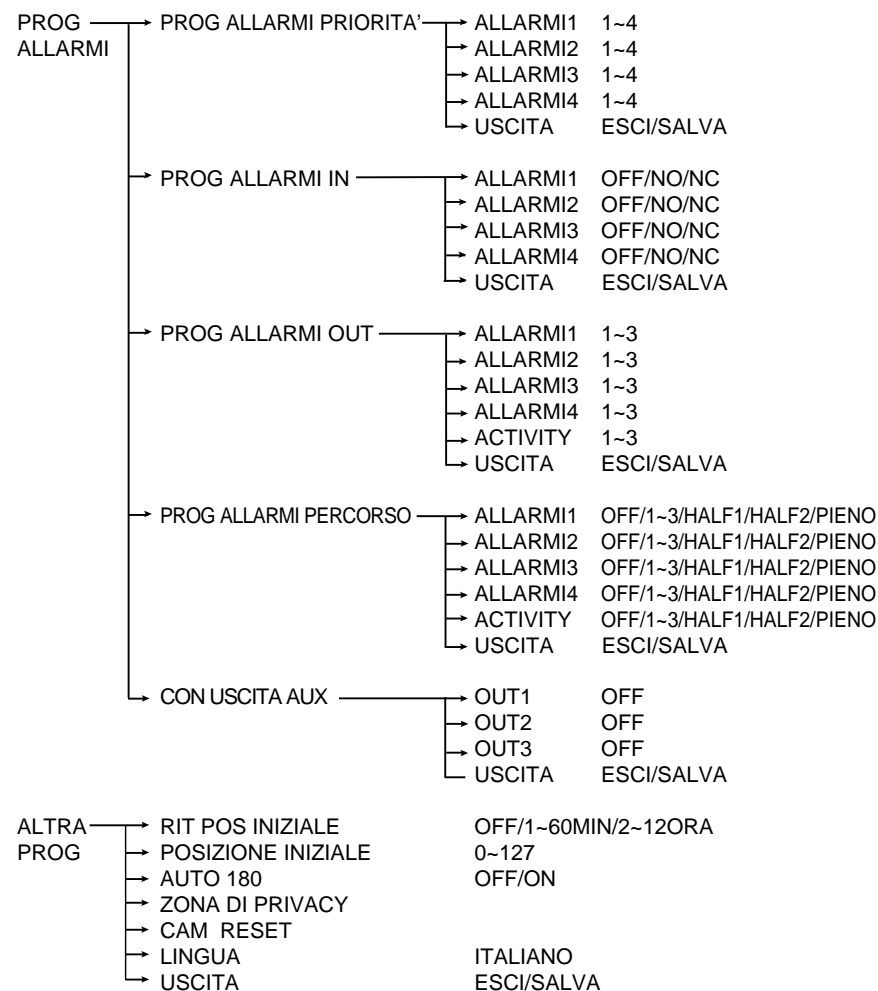 PROG PROG ALLARMI PRIORITA' ALLARMI1 1~4
ALLARMI ALLARMI2 1~4
ALLARMI3 1~4
ALLARMI4 1~4
USCITA ESCI/SALVA
PROG ALLARMI IN ALLARMI1 OFF/NO/NC
ALLARMI2 OFF/NO/NC
ALLARMI3 OFF/NO/NC
ALLARMI4 OFF/NO/NC
USCITA ESCI/SALVA
PROG ALLARMI OUT ALLARMI1 1~3
ALLARMI2 1~3
ALLARMI3 1~3
ALLARMI4 1~3
ACTIVITY 1~3
USCITA ESCI/SALVA
PROG ALLARMI PERCORSO ALLARMI1 OFF/1~3/HALF1/HALF2/PIENO
ALLARMI2 OFF/1~3/HALF1/HALF2/PIENO
ALLARMI3 OFF/1~3/HALF1/HALF2/PIENO
ALLARMI4 OFF/1~3/HALF1/HALF2/PIENO
ACTIVITY OFF/1~3/HALF1/HALF2/PIENO
USCITA ESCI/SALVA
CON USCITA AUX OUT1 OFF
OUT2 OFF
OUT3 OFF
USCITA ESCI/SALVA
ALTRA RIT POS INIZIALE OFF/1~60MIN/2~12ORA
PROG POSIZIONE INIZIALE 0~127
AUTO 180 OFF/ON
ZONA DI PRIVACY
CAM RESET
LINGUA ITALIANO
USCITA ESCI/SALVA